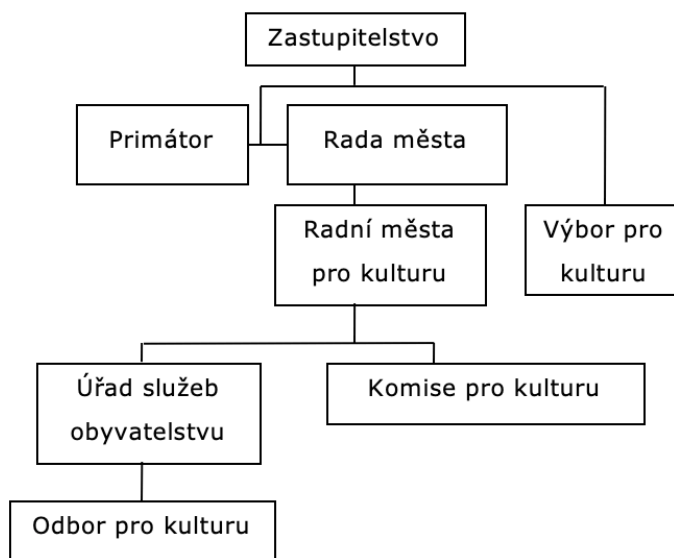 Zastupitelstvo
Primátor
Rada města
Radní města
pro kulturu
Výbor pro
kulturu
Úřad služeb
obyvatelstvu
Komise pro kulturu
Odbor pro kulturu